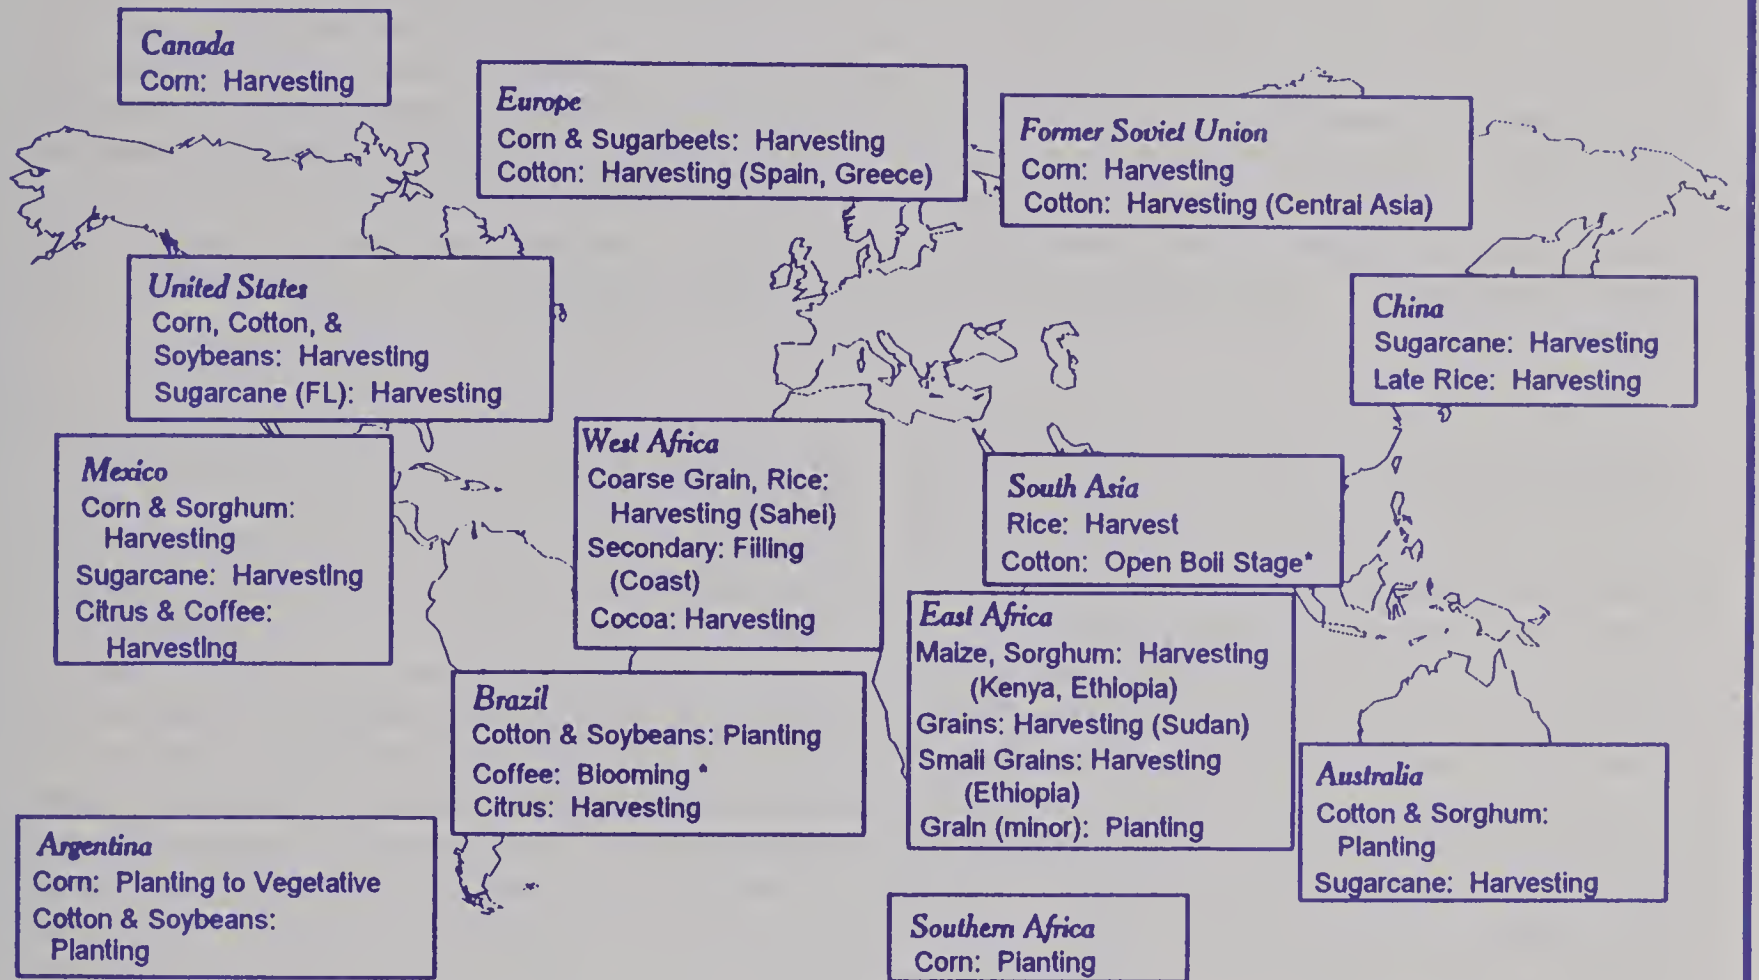 Canada
Corn: Harvesting
Europe
Corn & Sugarbeets: Harvesting
Cotton: Harvesting (Spain, Greece)
Former Soviet Union
Corn: Harvesting
Cotton: Harvesting (Central Asia)
United States
Corn, Cotton, &
Soybeans: Harvesting
Sugarcane (FL): Harvesting
China
Sugarcane: Harvesting
Late Rice: Harvesting
Mexico
Corn & Sorghum:
Harvesting
Sugarcane: Harvesting
Citrus & Coffee:
Harvesting
West Africa
Coarse Grain, Rice:
Harvesting (Sahel)
Secondary: Filling
(Coast)
Cocoa: Harvesting
South Asia
Rice: Harvest
Cotton: Open Boll Stage*
East Africa
Maize, Sorghum: Harvesting
(Kenya, Ethiopia)
Grains: Harvesting (Sudan)
Small Grains: Harvesting
(Ethiopia)
Grain (minor): Planting
Brazil
Cotton & Soybeans: Planting
Coffee: Blooming *
Citrus: Harvesting
Australia
Cotton & Sorghum:
Planting
Sugarcane: Harvesting
Argentina
Corn: Planting to Vegetative
Cotton & Soybeans:
Planting
Southern Africa
Corn: Planting